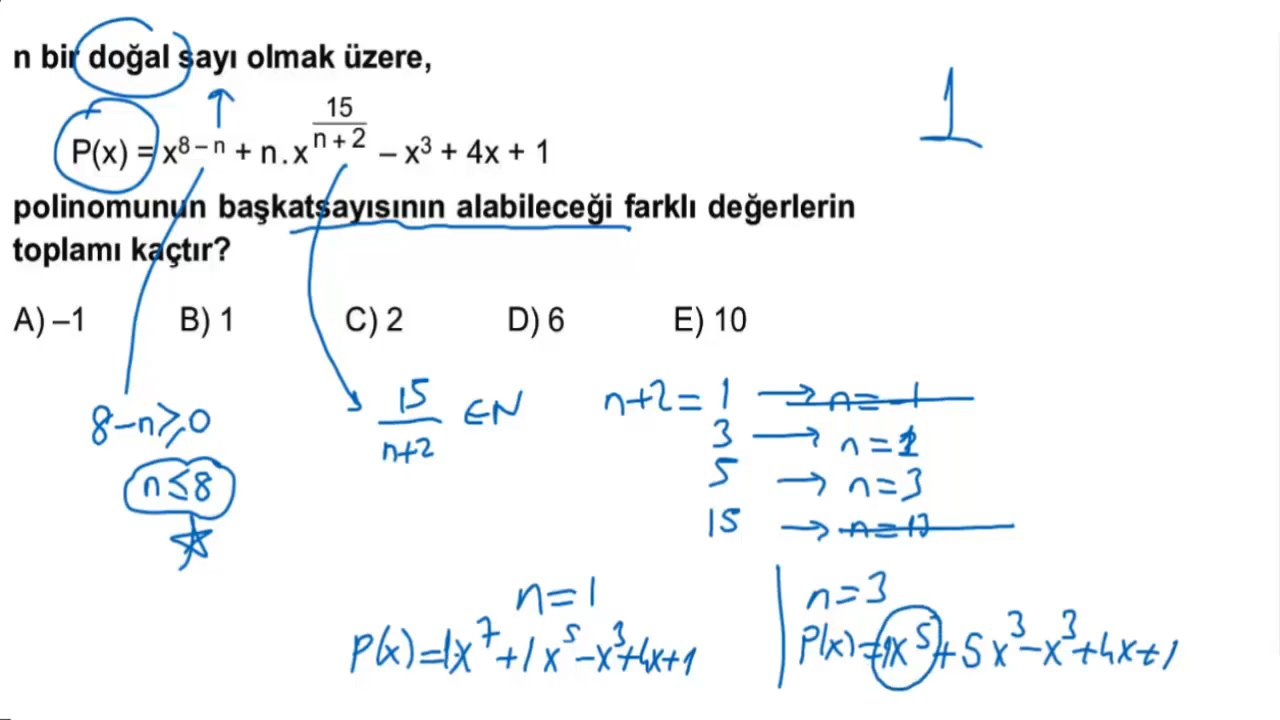 n bir doğal sayı olmak üzere,
1
P(x) = x^{8–n} + n.x^{\frac{15}{n+2}} – x³ + 4x + 1
polinomunun başkatsayısının alabileceği farklı değerlerin
toplamı kaçtır?
A) –1 B) 1 C) 2 D) 6 E) 10
8–n≥0
n≤8
\frac{15}{n+2} ∈N
n+2 = 1 → n=–1
3 → n=1
5 → n=3
15 → n=13
n=1
P(x)=1x⁷+1x⁵–x³+4x+1
n=3
P(x)=1x⁵+5x³–x³+4x+1